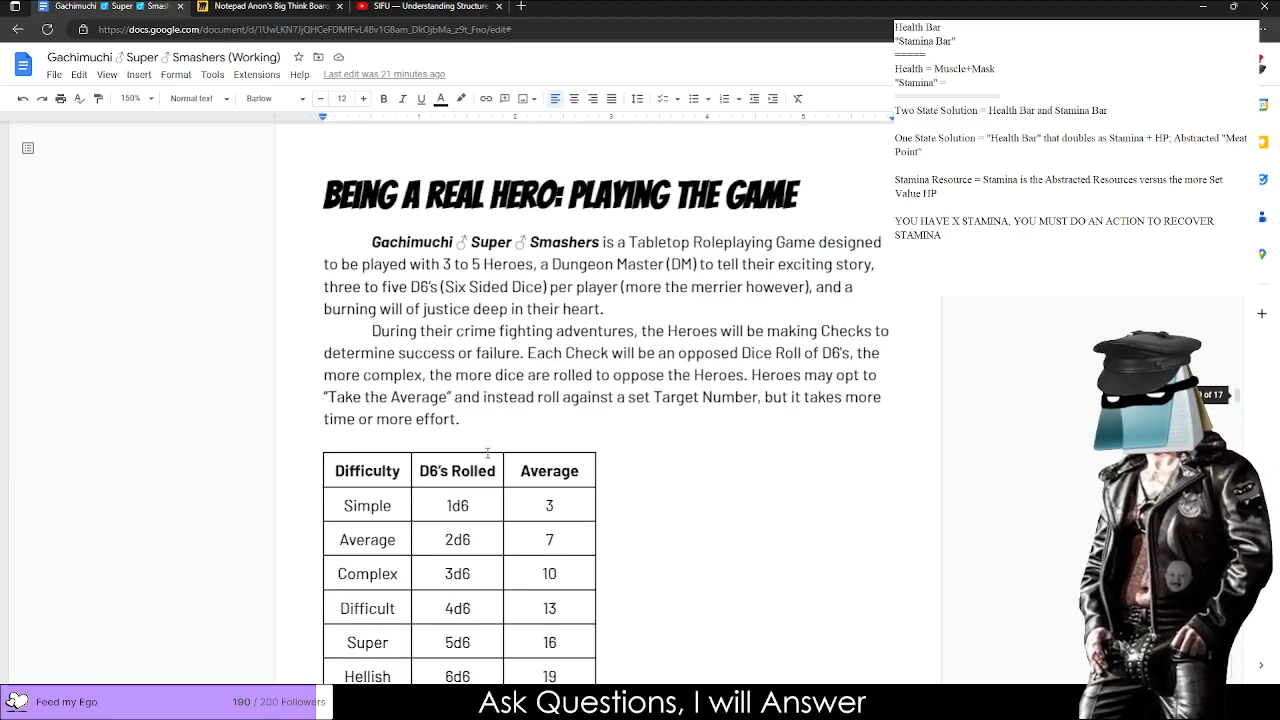 Gachimuchi ♂ Super ♂ Smash
Super ♂ Smash
Notepad Anon's Big Think Board
SIFU — Understanding Structure
https://docs.google.com/document/d/1UwLKN7JjQHCeFDMfFvL4Bv1GBam_DkOjbMa_z9t_Fno/edit#
Gachimuchi ♂ Super ♂ Smashers (Working)
File Edit View Insert Format Tools Extensions Help Last edit was 21 minutes ago
150% Normal text Barlow 12
1 2 3 4 5
BEING A REAL HERO: PLAYING THE GAME
Gachimuchi ♂ Super ♂ Smashers is a Tabletop Roleplaying Game designed
to be played with 3 to 5 Heroes, a Dungeon Master (DM) to tell their exciting story,
three to five D6's (Six Sided Dice) per player (more the merrier however), and a
burning will of justice deep in their heart.
During their crime fighting adventures, the Heroes will be making Checks to
determine success or failure. Each Check will be an opposed Dice Roll of D6's, the
more complex, the more dice are rolled to oppose the Heroes. Heroes may opt to
"Take the Average" and instead roll against a set Target Number, but it takes more
time or more effort.
Difficulty D6's Rolled Average
Simple 1d6 3
Average 2d6 7
Complex 3d6 10
Difficult 4d6 13
Super 5d6 16
Hellish 6d6 19
Health Bar
"Stamina Bar"
=====
Health = Muscle+Mask
"Stamina" =
Two State Solution = Health Bar and Stamina Bar
One State Solution = "Health Bar" that doubles as Stamina + HP; Abstracted "Meat
Point"
Stamina Resource = Stamina is the Abstracted Resources versus the more Set
Value HP
YOU HAVE X STAMINA, YOU MUST DO AN ACTION TO RECOVER
STAMINA
of 17
Feed my Ego 190 / 200 Followers
Ask Questions, I will Answer